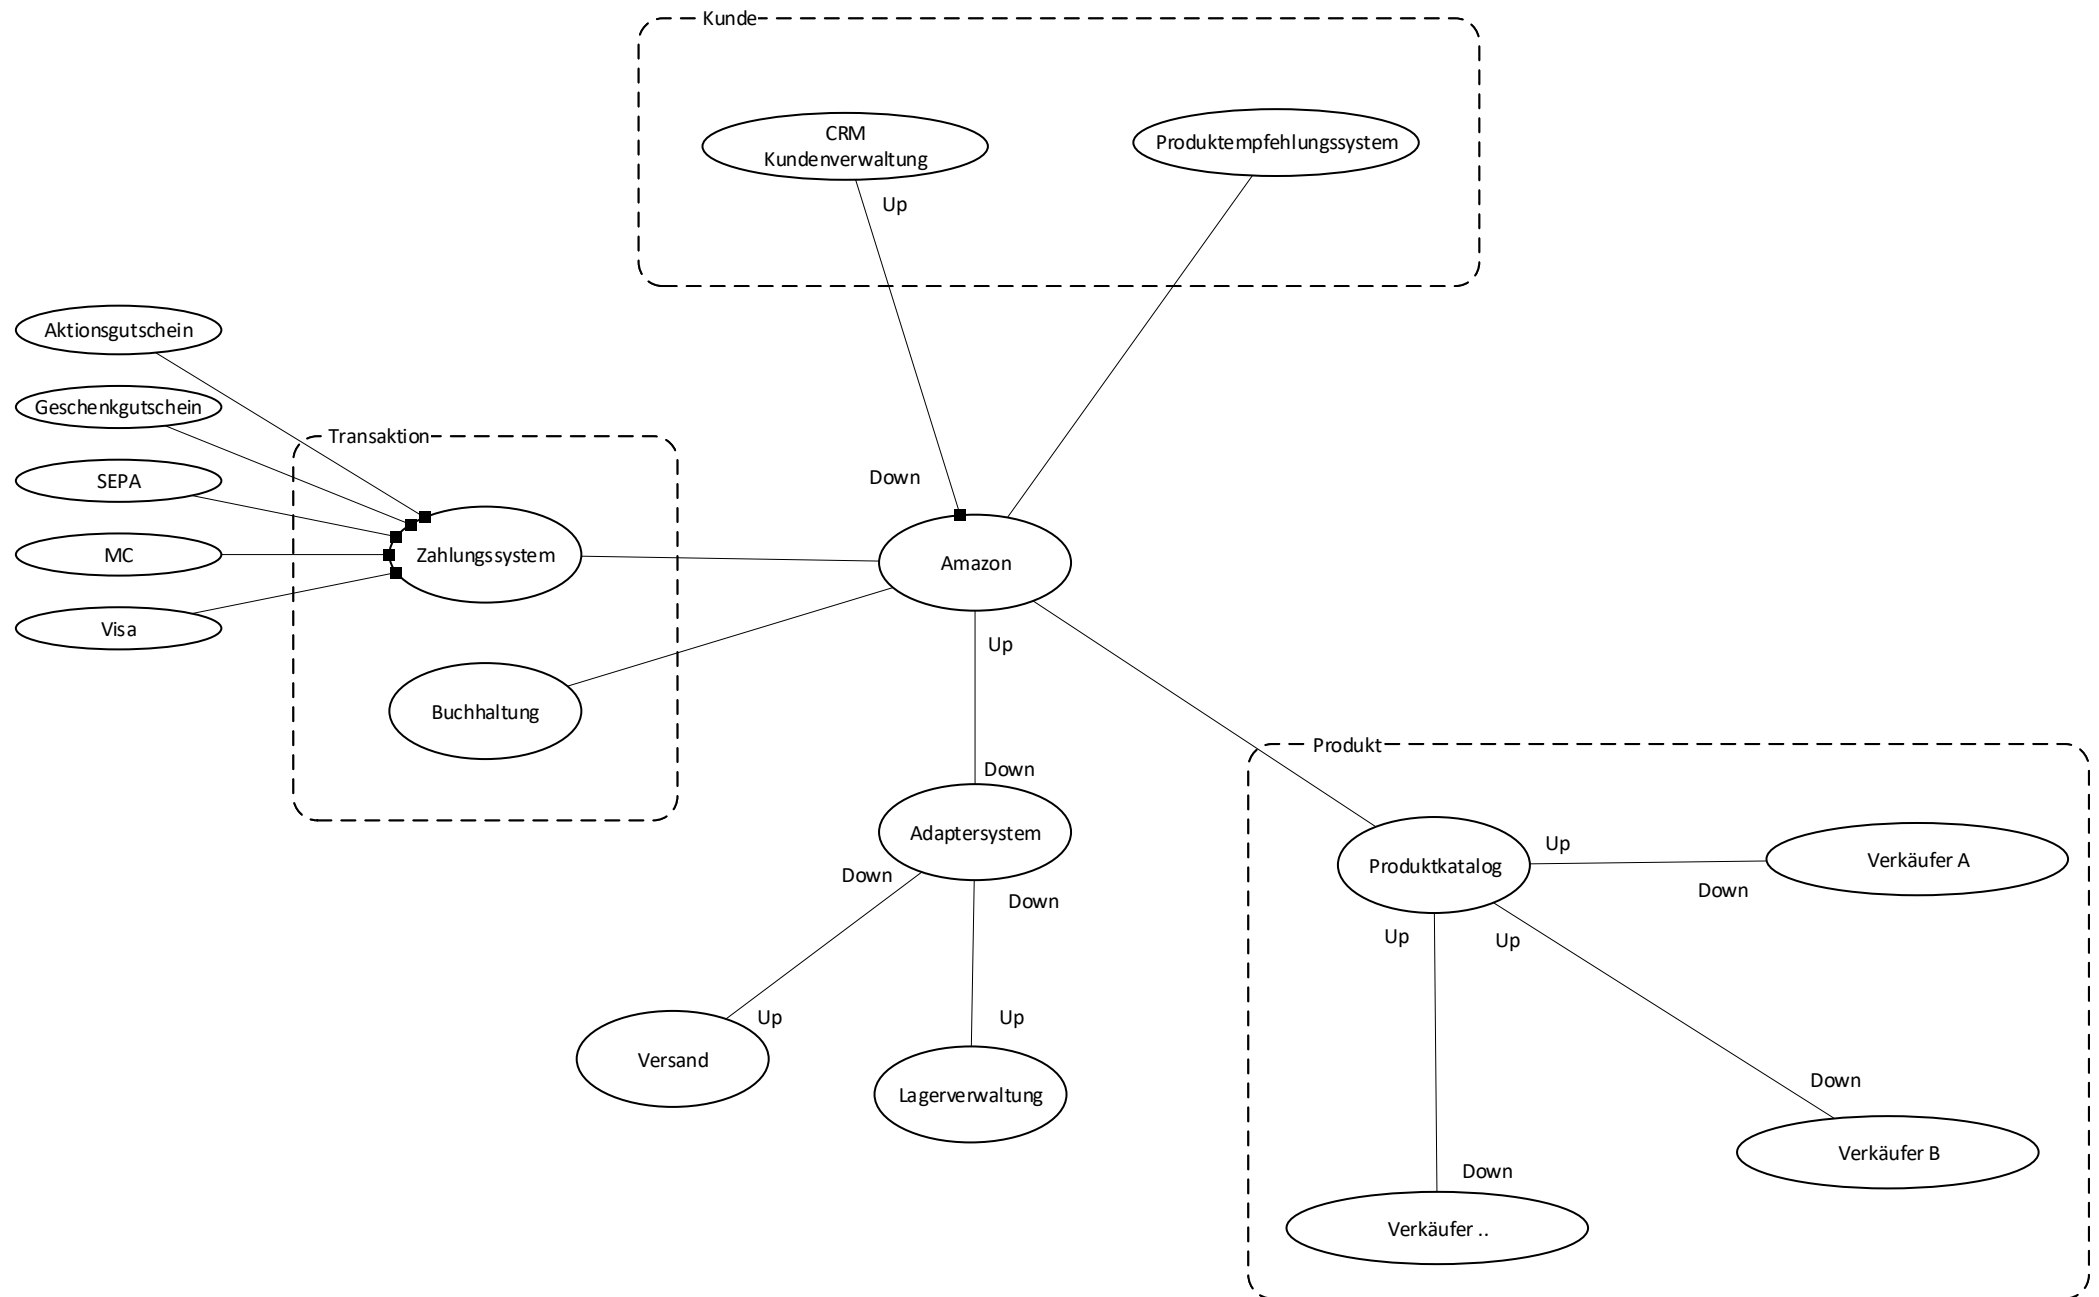 Kunde
CRM
Kundenverwaltung
Produktempfehlungssystem
Up
Aktionsgutschein
Geschenkgutschein
Transaktion
SEPA
Down
MC
Zahlungssystem
Amazon
Visa
Up
Buchhaltung
Produkt
Down
Adaptersystem
Up
Verkäufer A
Produktkatalog
Down
Down
Down
Up
Up
Up
Up
Versand
Down
Lagerverwaltung
Verkäufer B
Down
Verkäufer ..